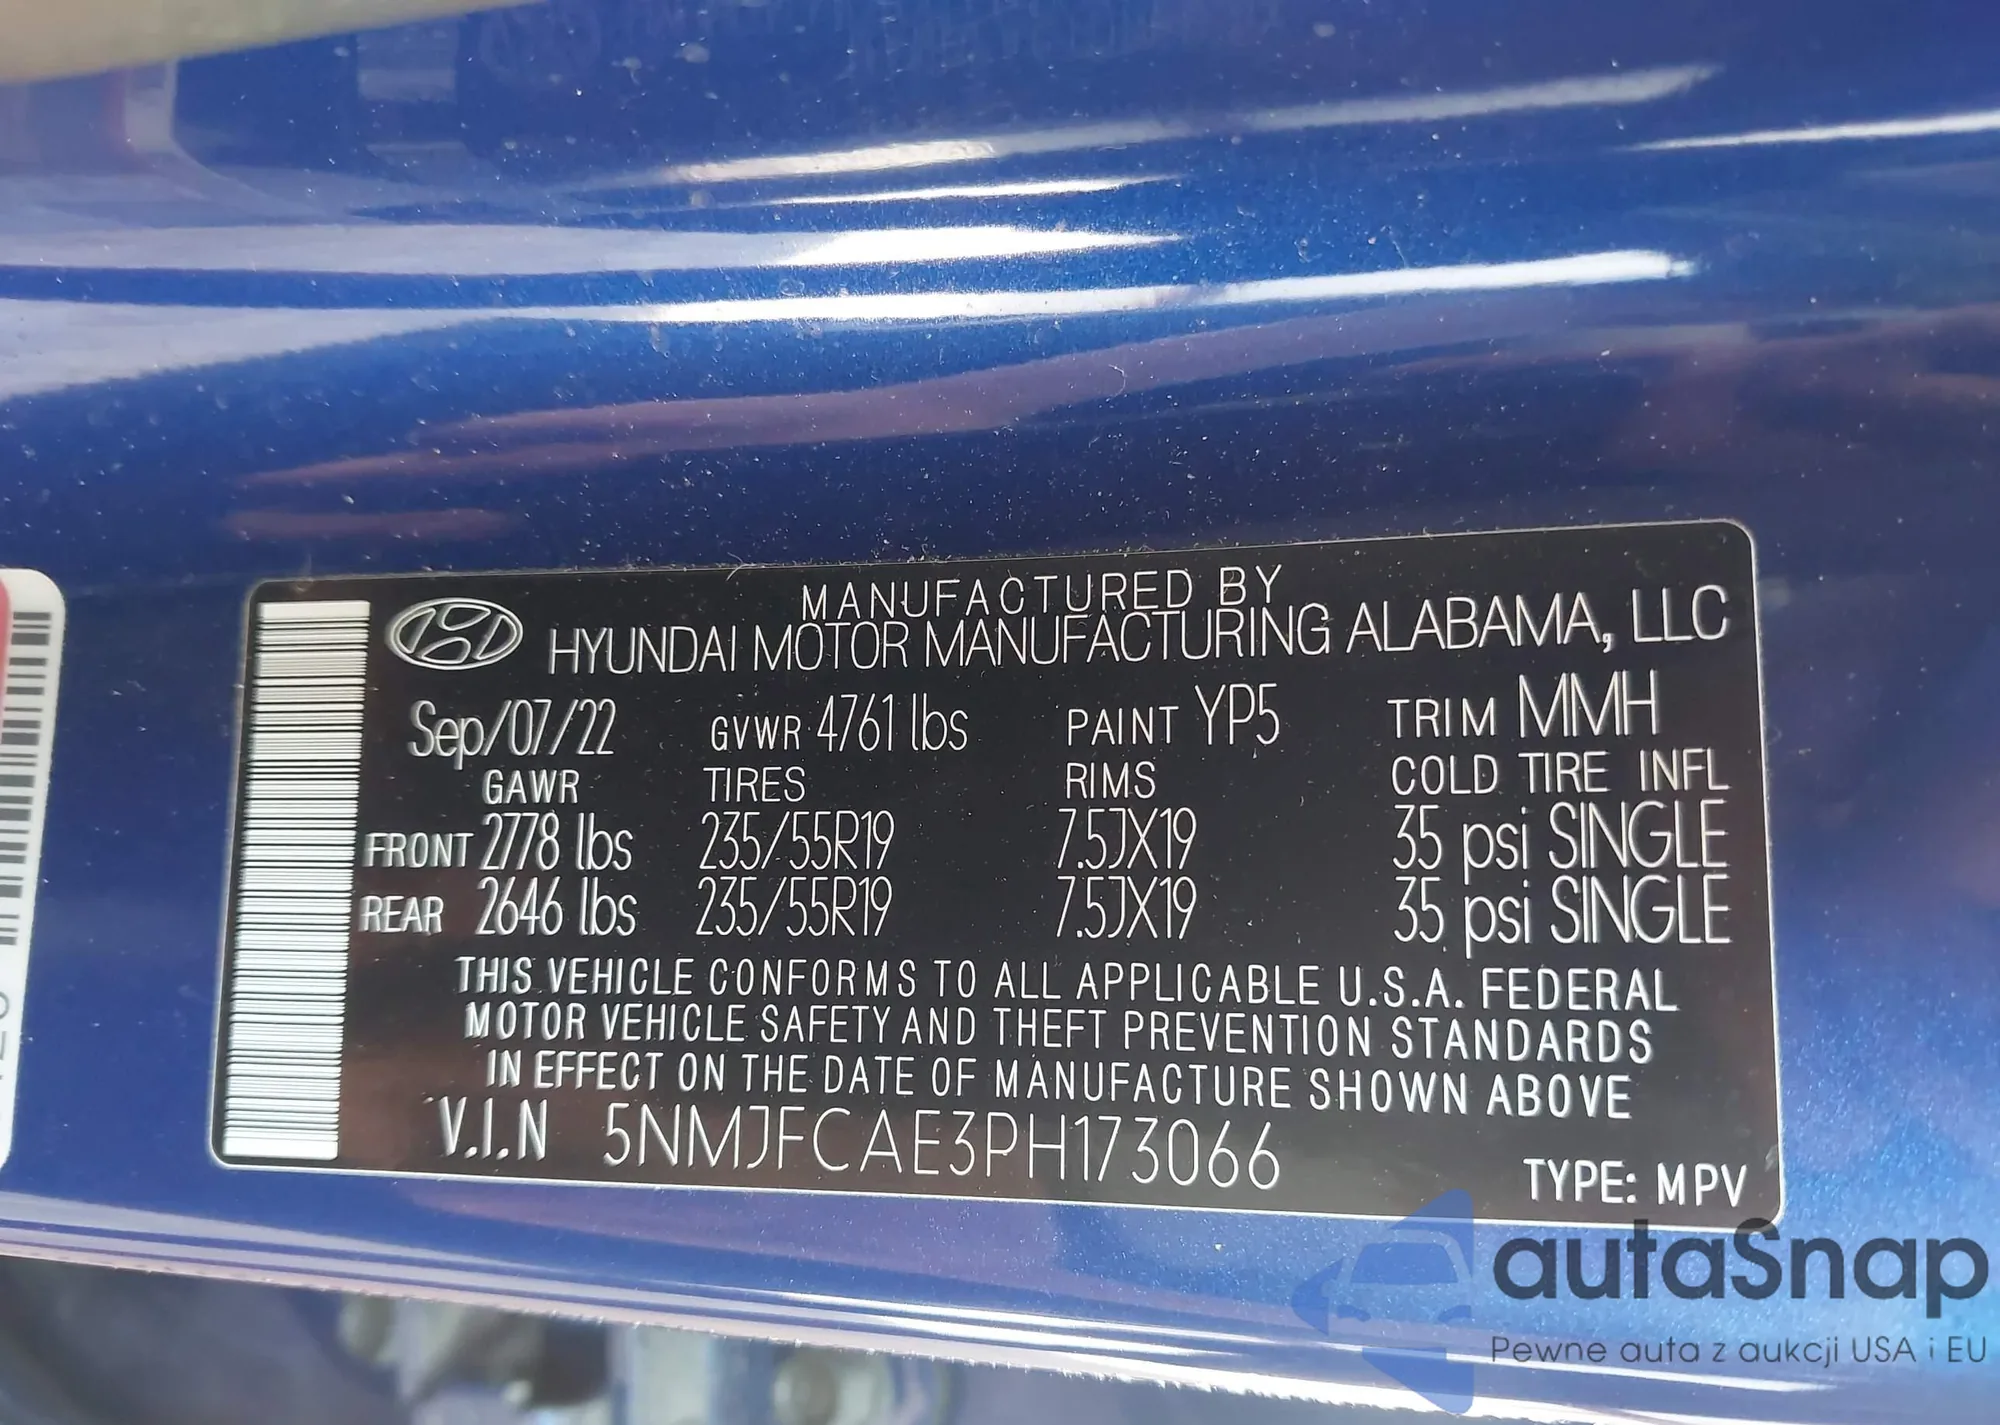 MANUFACTURED BY
HYUNDAI MOTOR MANUFACTURING ALABAMA, LLC
Sep/07/22 GVWR 4761 lbs PAINT YP5 TRIM MMH
GAWR TIRES RIMS COLD TIRE INFL
FRONT 2778 lbs 235/55R19 7.5JX19 35 psi SINGLE
REAR 2646 lbs 235/55R19 7.5JX19 35 psi SINGLE
THIS VEHICLE CONFORMS TO ALL APPLICABLE U.S.A. FEDERAL
MOTOR VEHICLE SAFETY AND THEFT PREVENTION STANDARDS
IN EFFECT ON THE DATE OF MANUFACTURE SHOWN ABOVE
V.I.N 5NMJFCAE3PH173066
TYPE: MPV
autaSnap
Pewne auta z aukcji USA i EU